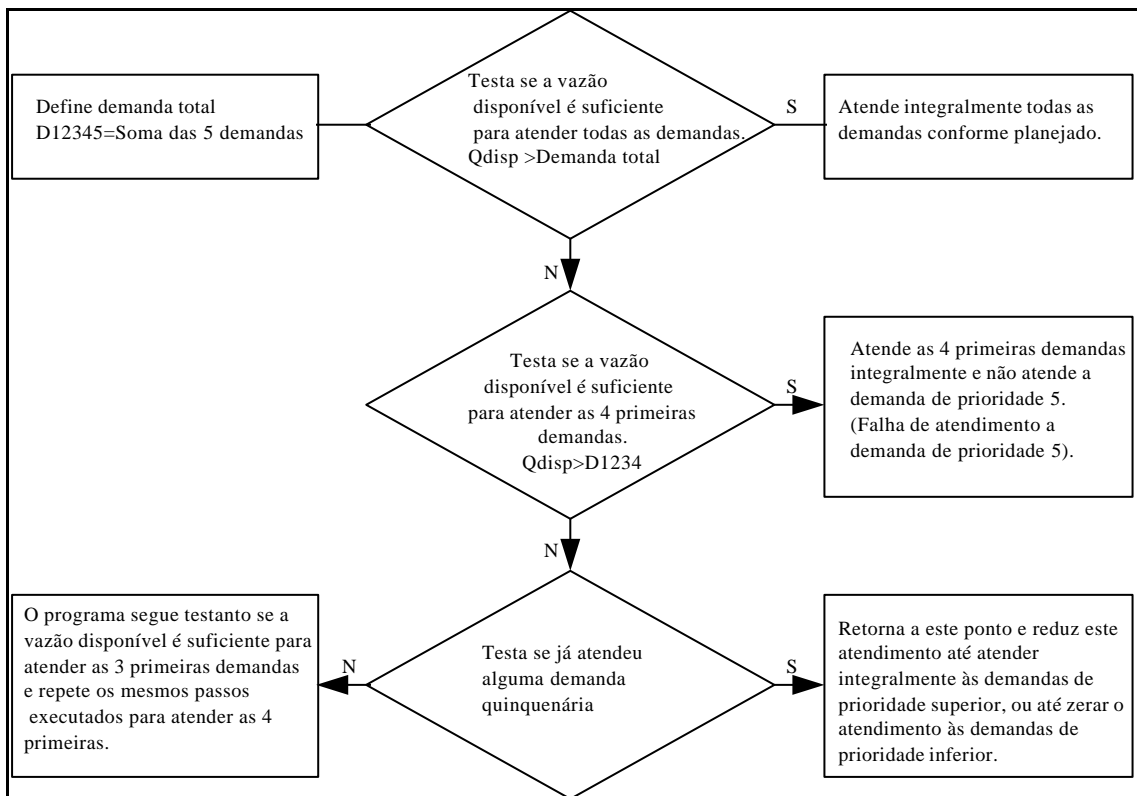 Define demanda total
D12345=Soma das 5 demandas
Testa se a vazão
disponível é suficiente
para atender todas as demandas.
Qdisp >Demanda total
S
Atende integralmente todas as
demandas conforme planejado.
N
Testa se a vazão
disponível é suficiente
para atender as 4 primeiras
demandas.
Qdisp>D1234
S
Atende as 4 primeiras demandas
integralmente e não atende a
demanda de prioridade 5.
(Falha de atendimento a
demanda de prioridade 5).
N
O programa segue testanto se a
vazão disponível é suficiente para
atender as 3 primeiras demandas
e repete os mesmos passos
executados para atender as 4
primeiras.
N
Testa se já atendeu
alguma demanda
quinquenária
S
Retorna a este ponto e reduz este
atendimento até atender
integralmente às demandas de
prioridade superior, ou até zerar o
atendimento às demandas de
prioridade inferior.